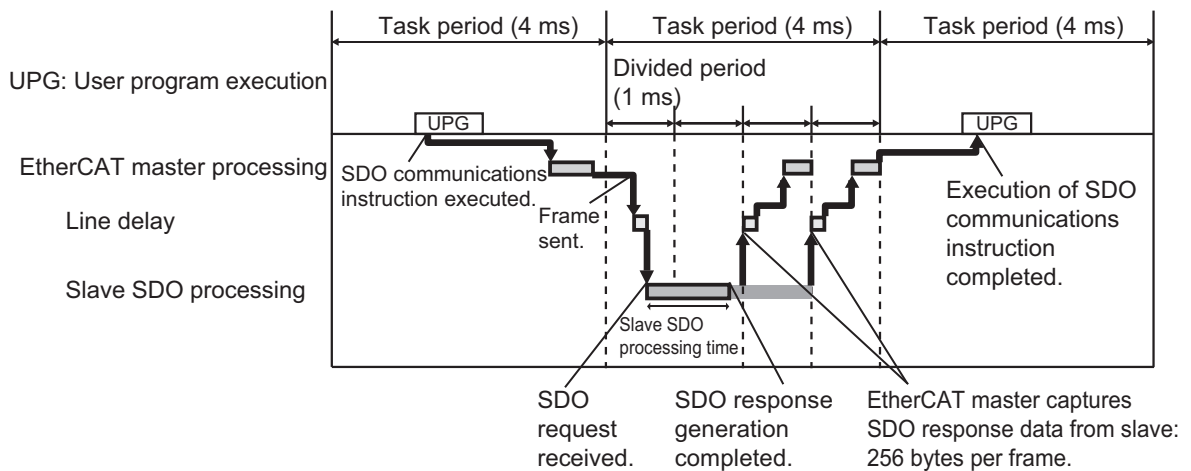 Task period (4 ms)
Task period (4 ms)
Task period (4 ms)
UPG: User program execution
Divided period
(1 ms)
UPG
UPG
EtherCAT master processing
SDO communications
instruction executed.
Frame
sent.
Execution of SDO
communications
instruction
completed.
Line delay
Slave SDO processing
Slave SDO
processing time
SDO
request
received.
SDO response
generation
completed.
EtherCAT master captures
SDO response data from slave:
256 bytes per frame.